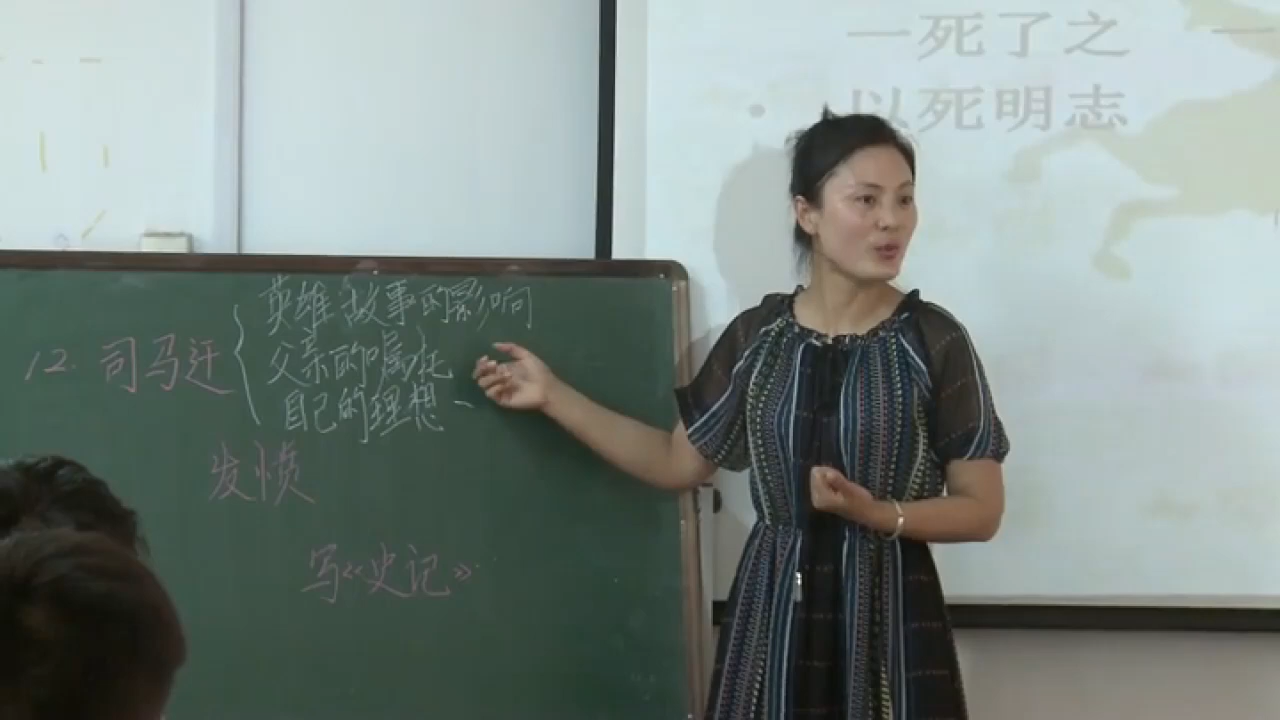 一死了之 一
• 以死明志
英雄故事的影响
12. 司马迁 父亲的嘱托
自己的理想
发愤
写《史记》